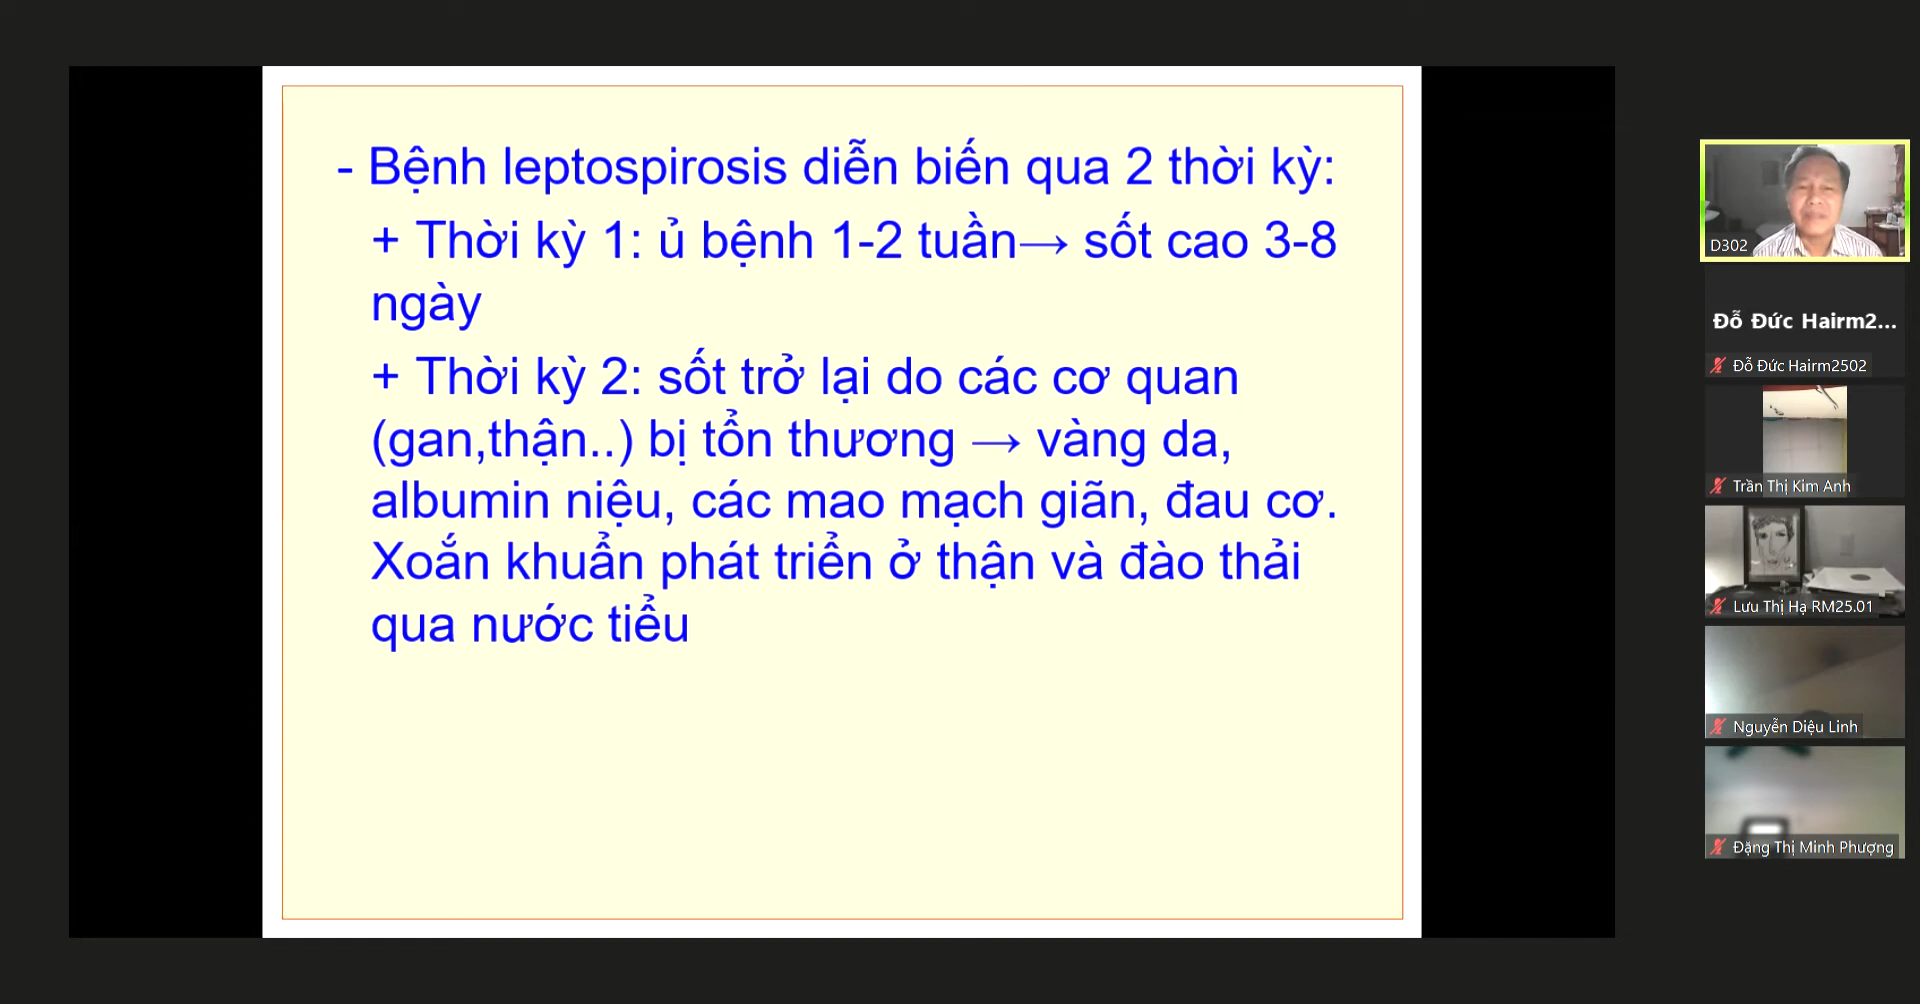 - Bệnh leptospirosis diễn biến qua 2 thời kỳ:
+ Thời kỳ 1: ủ bệnh 1-2 tuần→ sốt cao 3-8
ngày
+ Thời kỳ 2: sốt trở lại do các cơ quan
(gan,thận..) bị tổn thương → vàng da,
albumin niệu, các mao mạch giãn, đau cơ.
Xoắn khuẩn phát triển ở thận và đào thải
qua nước tiểu
D302
Đỗ Đức Hairm2...
Đỗ Đức Hairm2502
Trần Thị Kim Anh
Lưu Thị Hạ RM25.01
Nguyễn Diệu Linh
Đặng Thị Minh Phượng